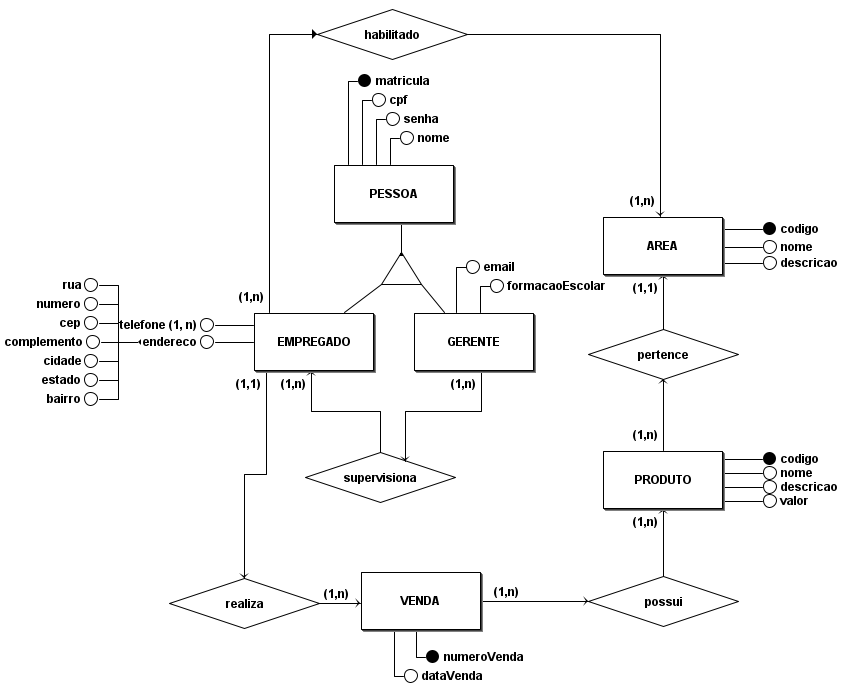 habilitado
matricula
cpf
senha
nome
PESSOA
(1,n)
AREA
codigo
nome
descricao
(1,1)
email
formacaoEscolar
rua
numero
cep
complemento
cidade
estado
bairro
telefone (1, n)
endereco
(1,n)
EMPREGADO
GERENTE
(1,1)
(1,n)
(1,n)
pertence
supervisiona
(1,n)
PRODUTO
codigo
nome
descricao
valor
(1,n)
realiza
(1,n)
VENDA
(1,n)
possui
numeroVenda
dataVenda